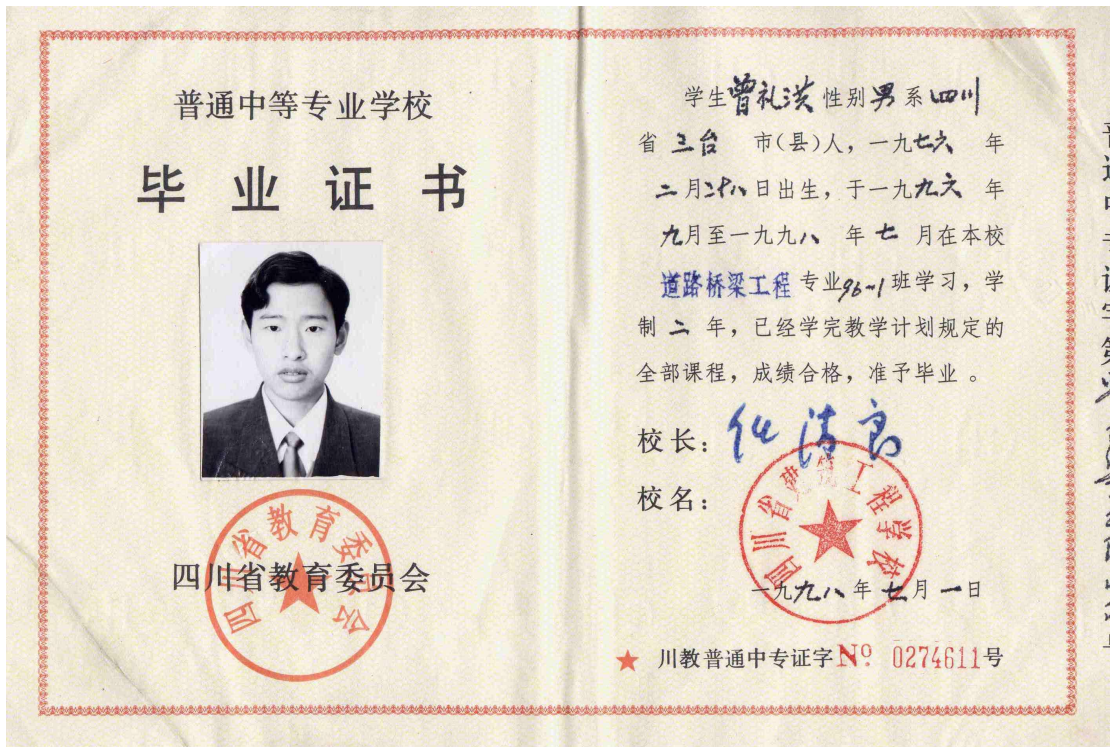 普通中等专业学校
毕业证书
四川省教育委员会
四川省教育委员会
学生曾礼洪性别男系四川
省三台市(县)人，一九七六年
二月二十八日出生，于一九九六年
九月至一九九八年七月在本校
道路桥梁工程专业96-1班学习，学
制二年，已经学完教学计划规定的
全部课程，成绩合格，准予毕业。
校长：
校名：
四川省建筑工程学校
一九九八年七月一日
★ 川教普通中专证字№ 0274611号